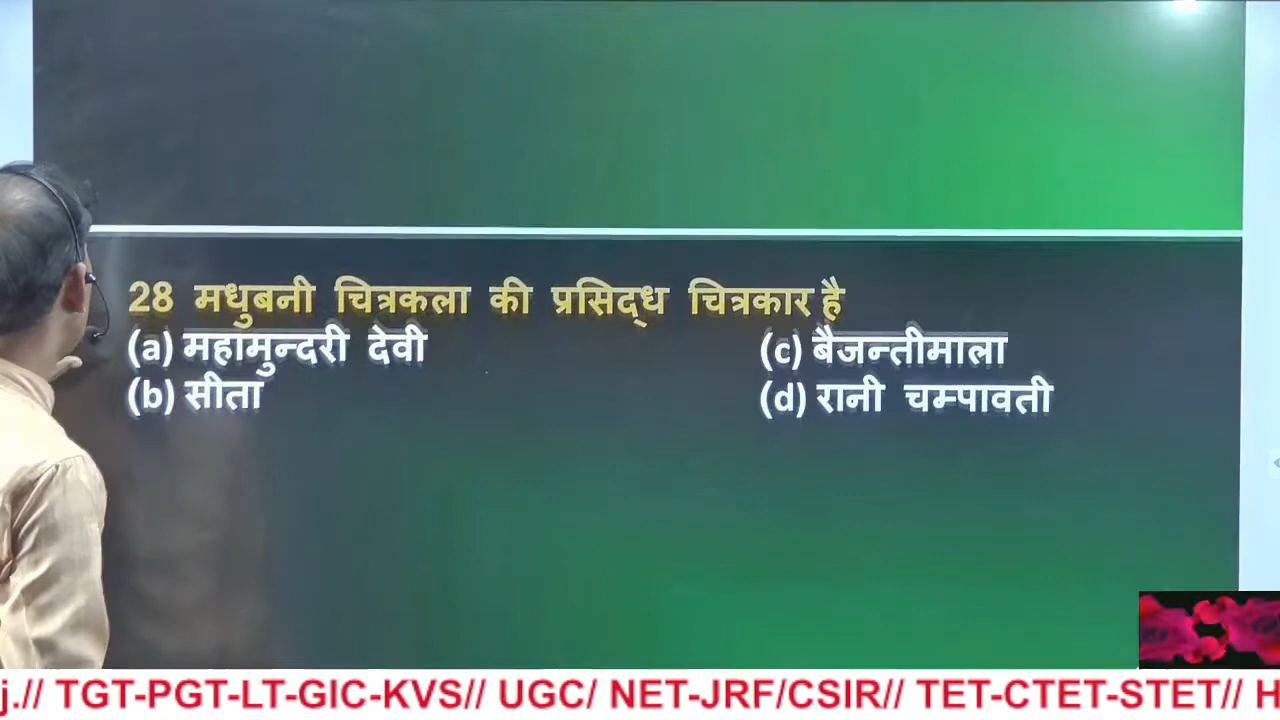 28 मधुबनी चित्रकला की प्रसिद्ध चित्रकार है
(a) महामुन्दरी देवी
(c) बैजन्तीमाला
(b) सीता
(d) रानी चम्पावती
j.// TGT-PGT-LT-GIC-KVS// UGC/ NET-JRF/CSIR// TET-CTET-STET// H